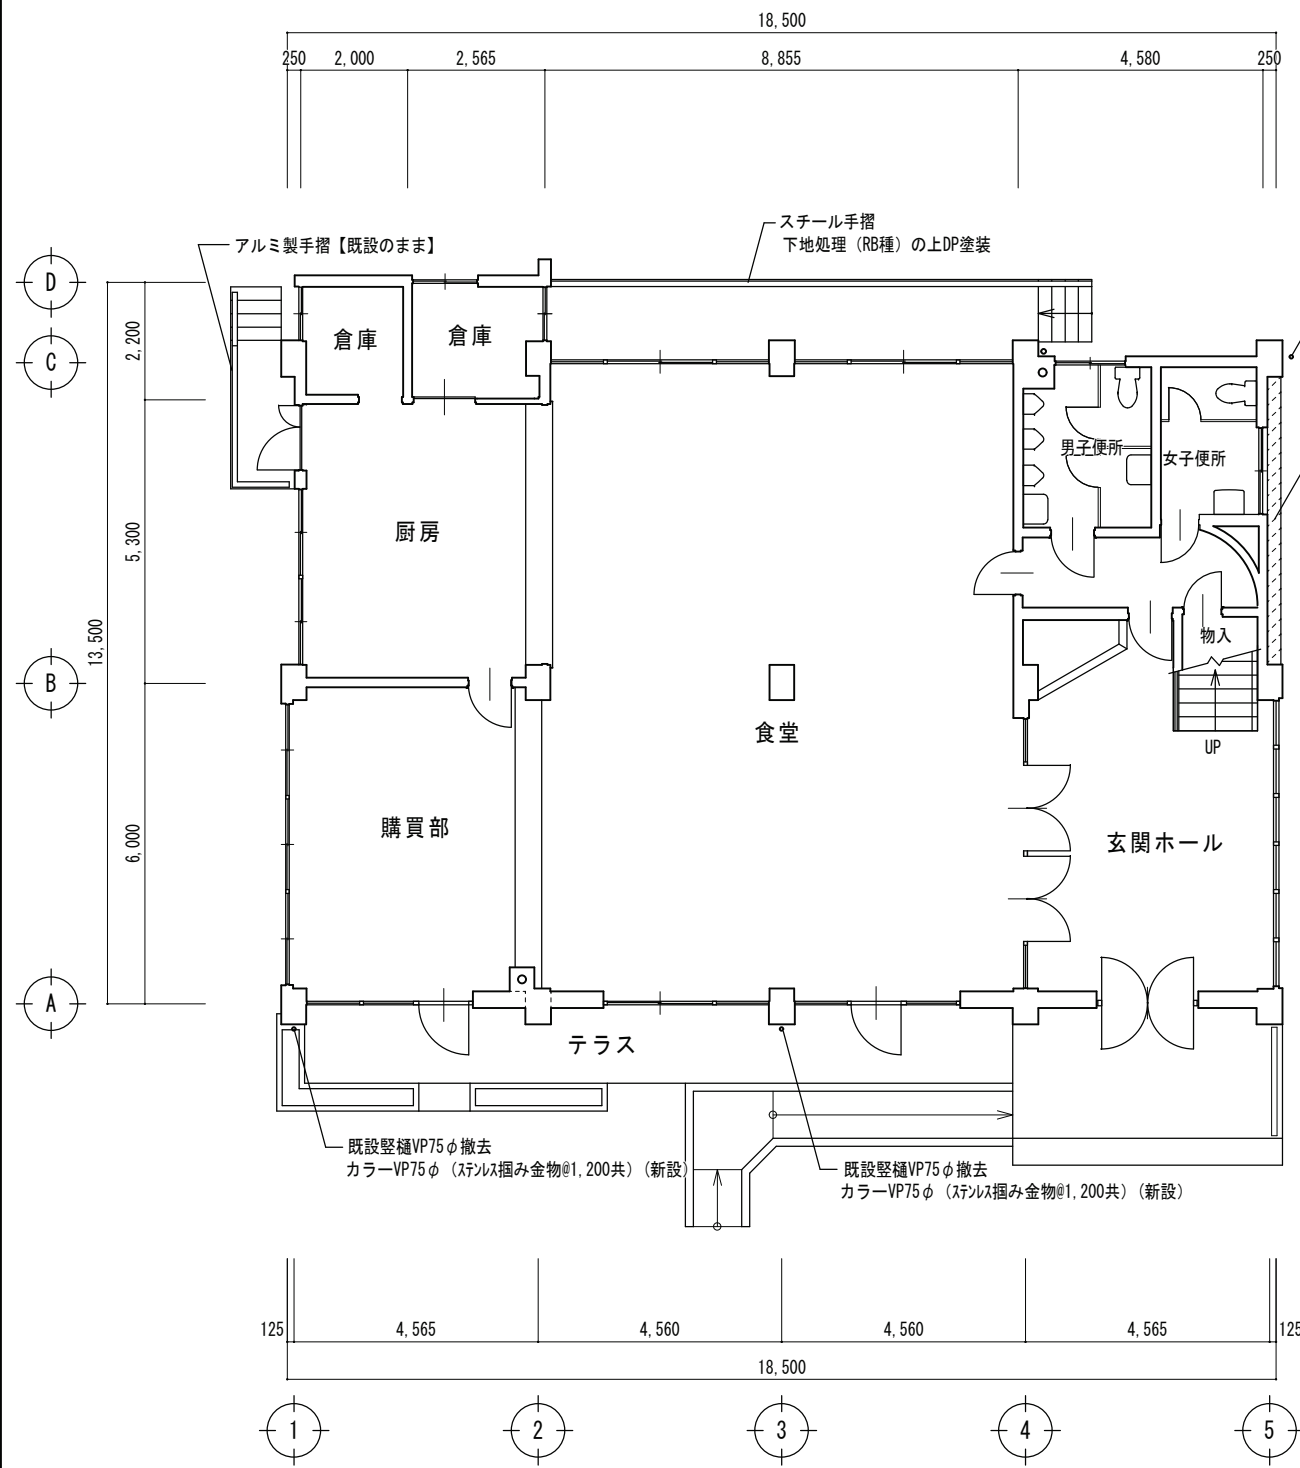 18,500
250 2,000 2,565 8,855 4,580 250
スチール手摺
下地処理（RB種）の上DP塗装
アルミ製手摺【既設のまま】
D
C
B
A
2,200
5,300
6,000
13,500
倉庫
倉庫
男子便所
女子便所
厨房
物入
UP
食堂
購買部
玄関ホール
テラス
既設竪樋VP75φ撤去
カラーVP75φ（ステンレス掴み金物@1,200共）（新設）
既設竪樋VP75φ撤去
カラーVP75φ（ステンレス掴み金物@1,200共）（新設）
125 4,565 4,560 4,560 4,565 125
18,500
1 2 3 4 5